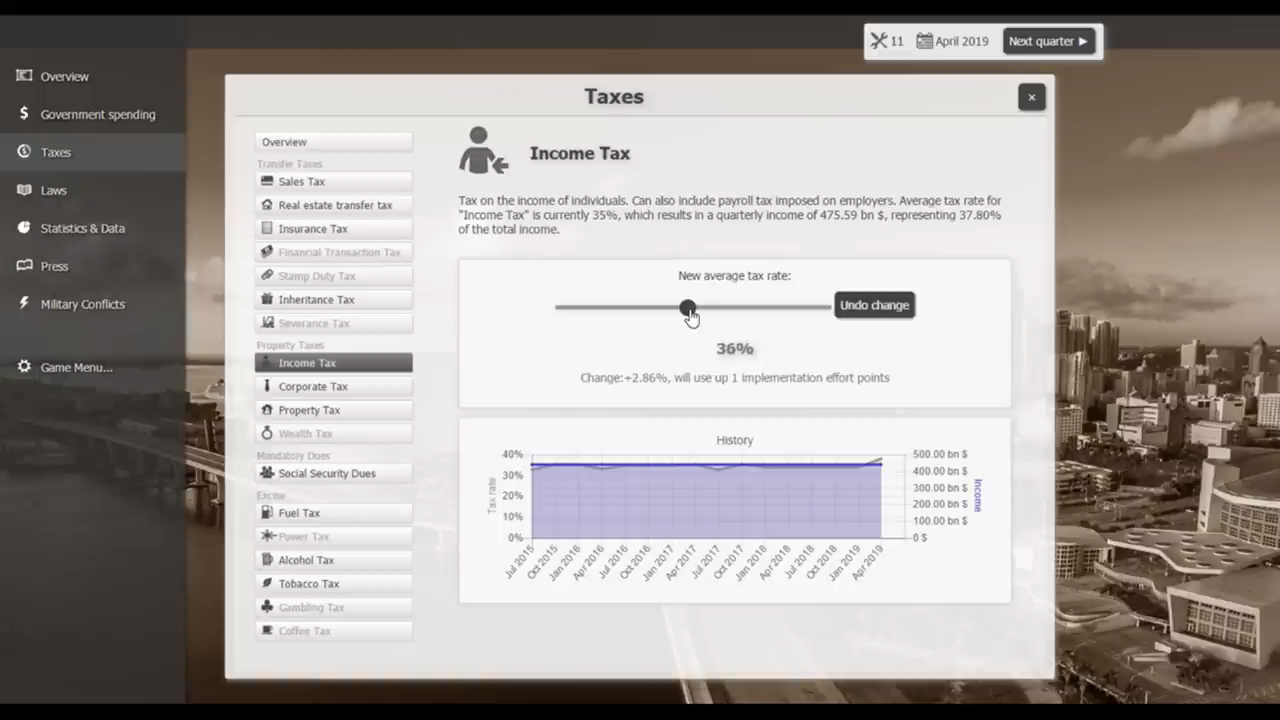 11
April 2019
Next quarter
Overview
Government spending
Taxes
Laws
Statistics & Data
Press
Military Conflicts
Game Menu...
Taxes
×
Overview
Transfer Taxes
Sales Tax
Real estate transfer tax
Insurance Tax
Financial Transaction Tax
Stamp Duty Tax
Inheritance Tax
Severance Tax
Property Taxes
Income Tax
Corporate Tax
Property Tax
Wealth Tax
Mandatory Dues
Social Security Dues
Excise
Fuel Tax
Power Tax
Alcohol Tax
Tobacco Tax
Gambling Tax
Coffee Tax
Income Tax
Tax on the income of individuals. Can also include payroll tax imposed on employers. Average tax rate for
"Income Tax" is currently 35%, which results in a quarterly income of 475.59 bn $, representing 37.80%
of the total income.
New average tax rate:
Undo change
36%
Change:+2.86%, will use up 1 implementation effort points
History
40%
30%
20%
10%
0%
Tax rate
500.00 bn $
400.00 bn $
300.00 bn $
200.00 bn $
100.00 bn $
0 $
Income
Jul 2015
Oct 2015
Jan 2016
Apr 2016
Jul 2016
Oct 2016
Jan 2017
Apr 2017
Jul 2017
Oct 2017
Jan 2018
Apr 2018
Jul 2018
Oct 2018
Jan 2019
Apr 2019